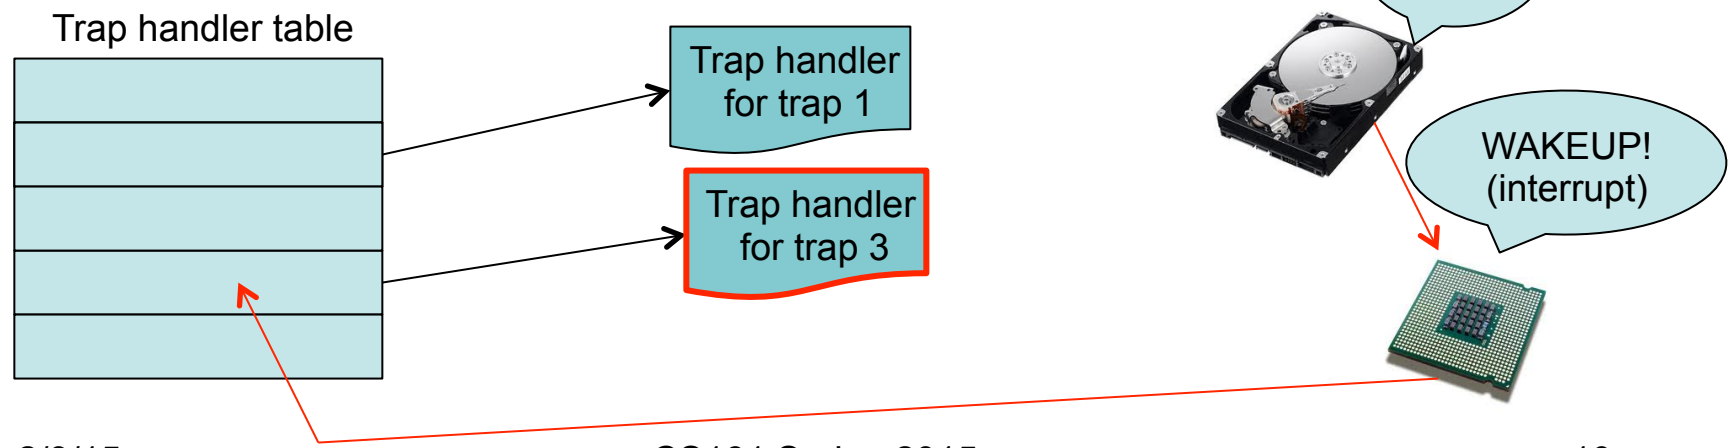 Trap handler table
Trap handler
for trap 1
Trap handler
for trap 3
WAKEUP!
(interrupt)